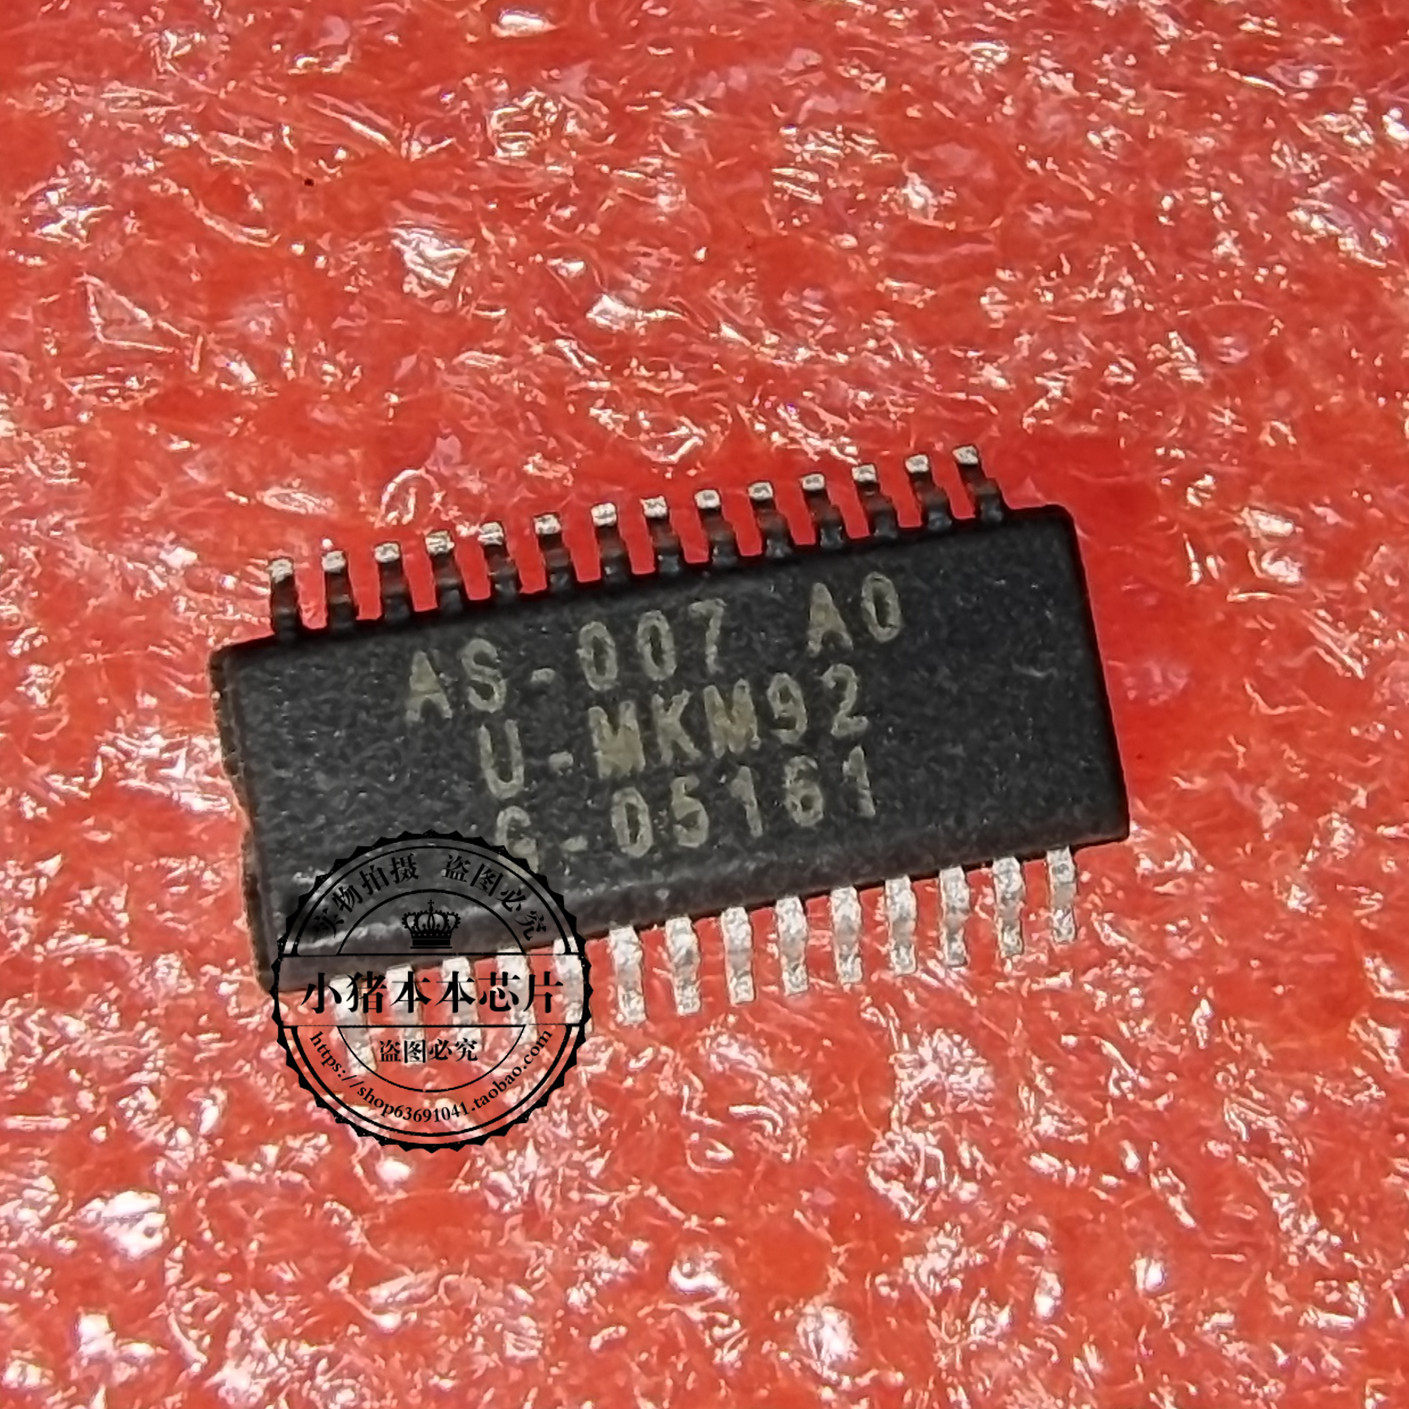 AS-007 A0
U-MKM92
G-05161
实物拍摄 盗图必究
小猪本本芯片
盗图必究
https://shop63691041.taobao.com